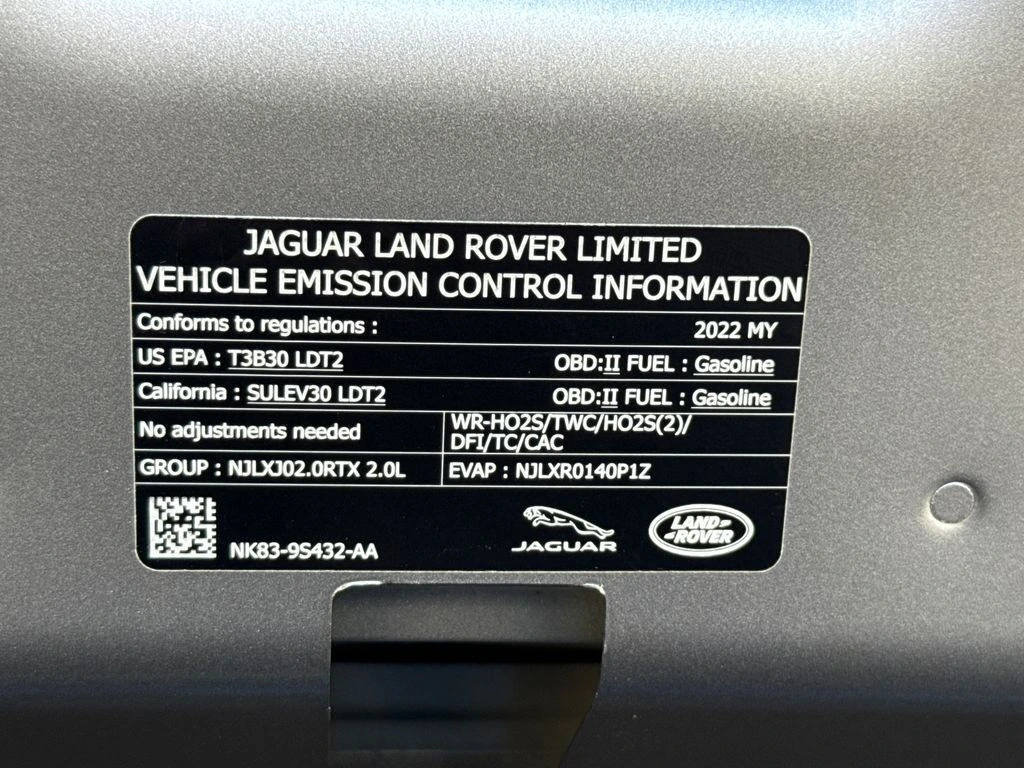 JAGUAR LAND ROVER LIMITED
VEHICLE EMISSION CONTROL INFORMATION
Conforms to regulations : 2022 MY
US EPA : T3B30 LDT2 OBD:II FUEL : Gasoline
California : SULEV30 LDT2 OBD:II FUEL : Gasoline
No adjustments needed
WR-HO2S/TWC/HO2S(2)/
DFI/TC/CAC
GROUP : NJLXJ02.0RTX 2.0L EVAP : NJLXR0140P1Z
NK83-9S432-AA
JAGUAR
LAND-
-ROVER